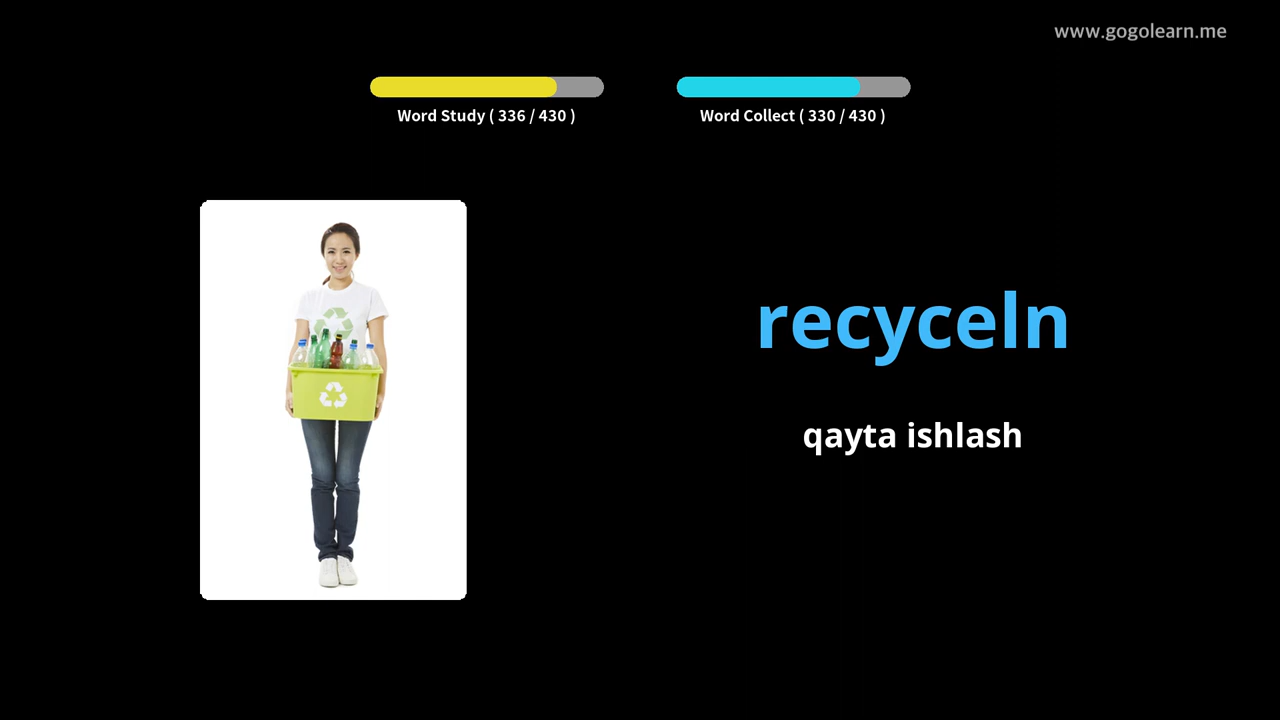 www.gogolearn.me
Word Study ( 336 / 430 )
Word Collect ( 330 / 430 )
recyceln
qayta ishlash